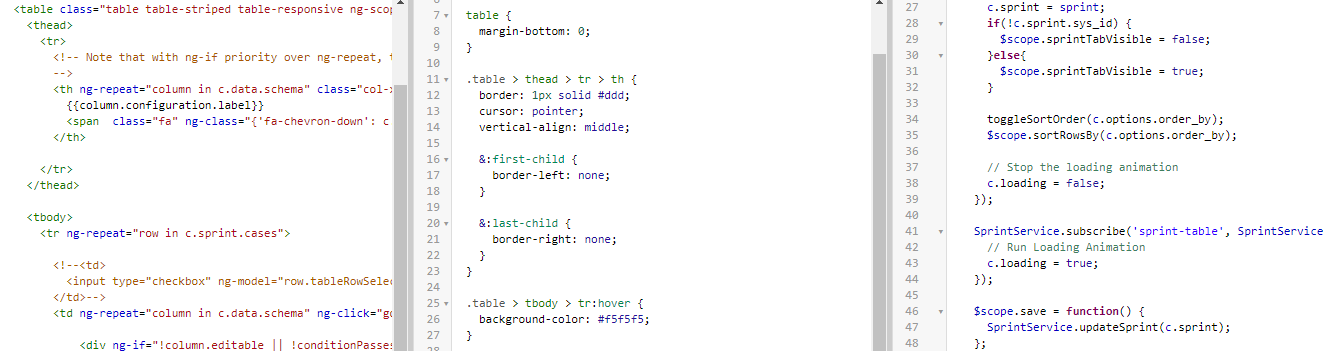 <table class="table table-striped table-responsive ng-scop
<thead>
<tr>
<!-- Note that with ng-if priority over ng-repeat,
-->
<th ng-repeat="column in c.data.schema" class="col-x
{{column.configuration.label}}
<span  class="fa" ng-class="{'fa-chevron-down': c
</th>
</tr>
</thead>
<tbody>
<tr ng-repeat="row in c.sprint.cases">
<!--<td>
<input type="checkbox" ng-model="row.tableRowSelec
</td>-->
<td ng-repeat="column in c.data.schema" ng-click="go
<div ng-if="!column.editable || !conditionPasses
7 table {
8 margin-bottom: 0;
9 }
10
11 .table > thead > tr > th {
12 border: 1px solid #ddd;
13 cursor: pointer;
14 vertical-align: middle;
15
16 &:first-child {
17 border-left: none;
18 }
19
20 &:last-child {
21 border-right: none;
22 }
23 }
24
25 .table > tbody > tr:hover {
26 background-color: #f5f5f5;
27 }
27 c.sprint = sprint;
28 if(!c.sprint.sys_id) {
29 $scope.sprintTabVisible = false;
30 }else{
31 $scope.sprintTabVisible = true;
32 }
33
34 toggleSortOrder(c.options.order_by);
35 $scope.sortRowsBy(c.options.order_by);
36
37 // Stop the loading animation
38 c.loading = false;
39 });
40
41 SprintService.subscribe('sprint-table', SprintService
42 // Run Loading Animation
43 c.loading = true;
44 });
45
46 $scope.save = function() {
47 SprintService.updateSprint(c.sprint);
48 };